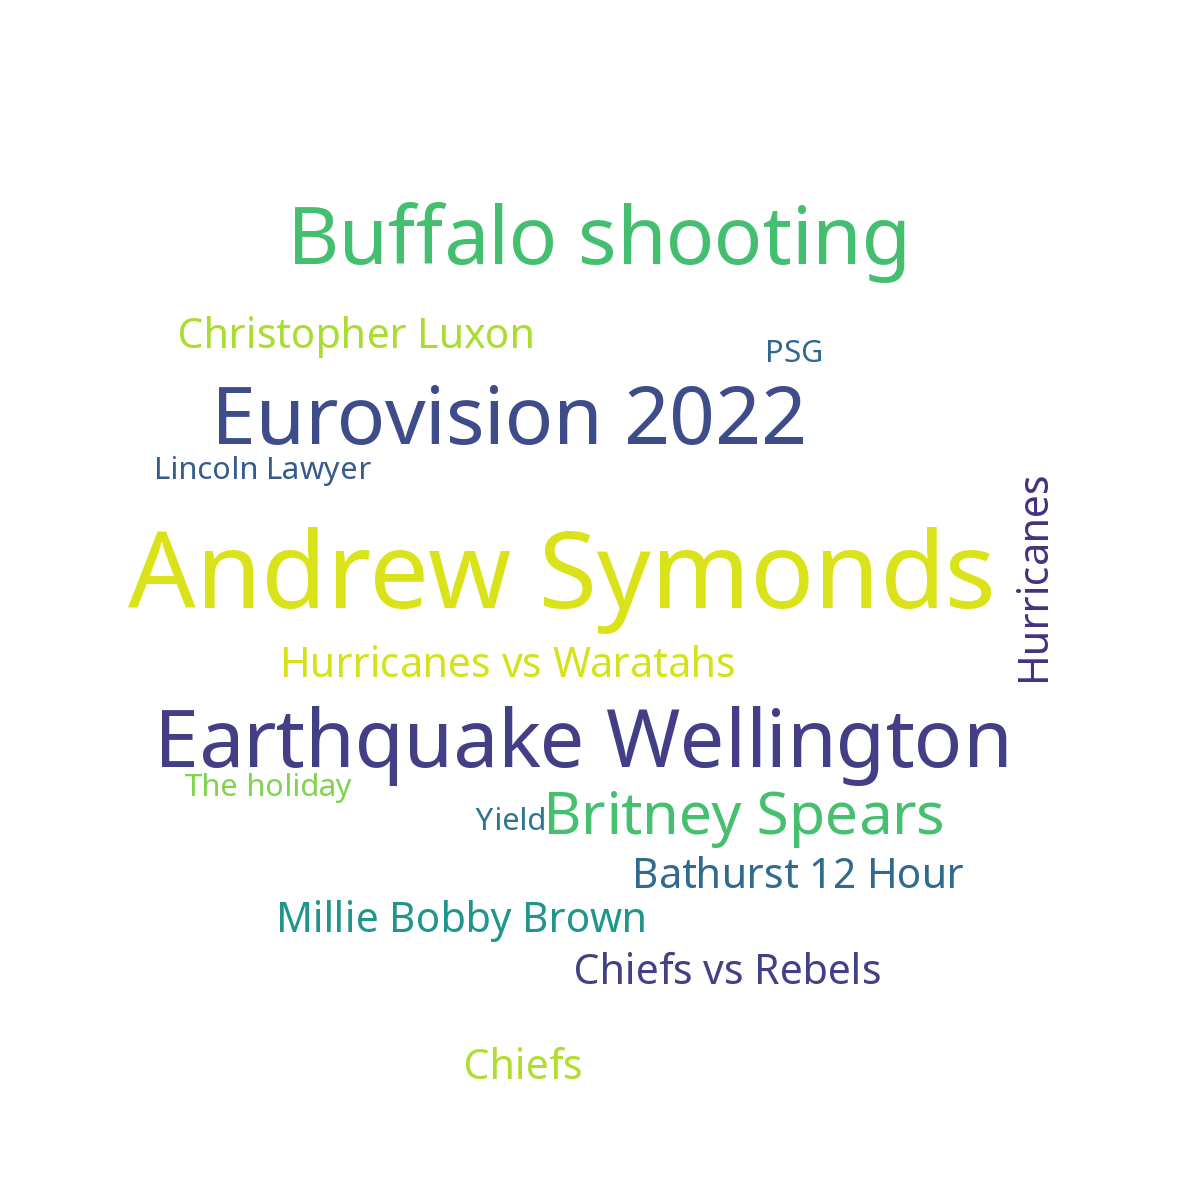 Buffalo shooting
Christopher Luxon
PSG
Eurovision 2022
Lincoln Lawyer
Andrew Symonds
Hurricanes
Hurricanes vs Waratahs
Earthquake Wellington
The holiday
Yield
Britney Spears
Bathurst 12 Hour
Millie Bobby Brown
Chiefs vs Rebels
Chiefs